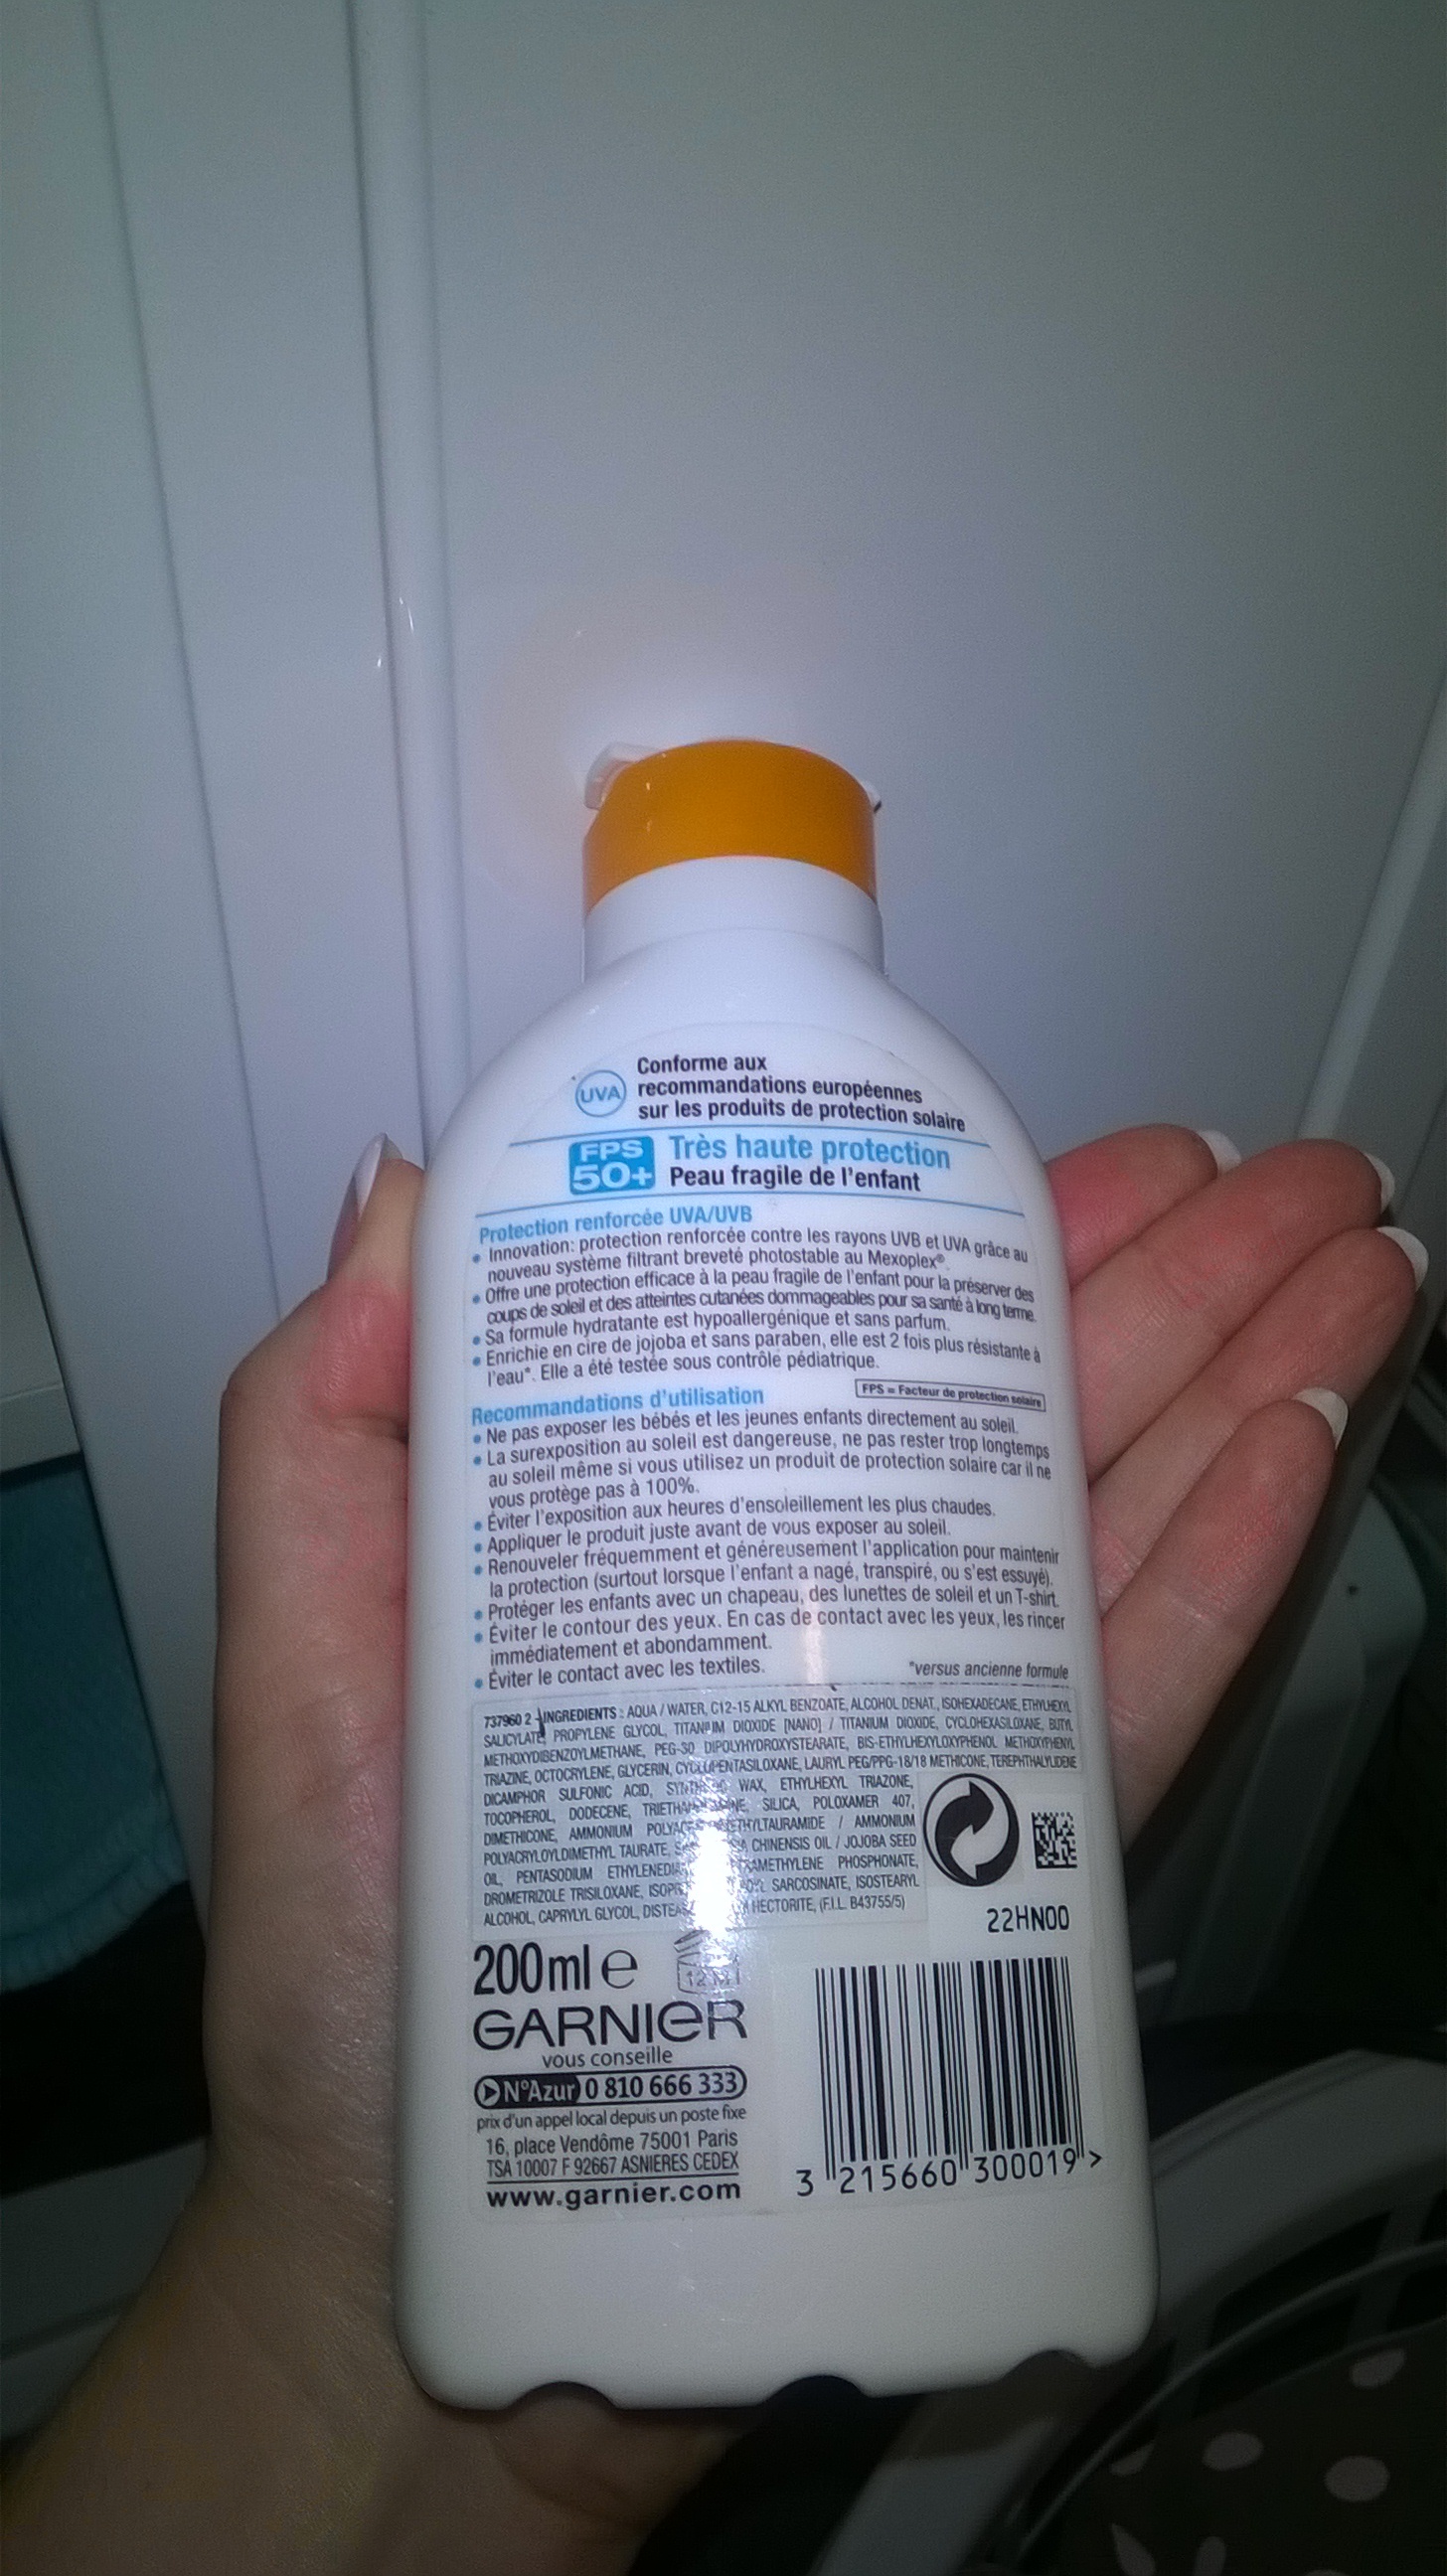 UVA
Conforme aux
recommandations européennes
sur les produits de protection solaire
FPS
50+
Très haute protection
Peau fragile de l'enfant
Protection renforcée UVA/UVB
• Innovation: protection renforcée contre les rayons UVB et UVA grâce au
nouveau système filtrant breveté photostable au Mexoplex®.
• Offre une protection efficace à la peau fragile de l'enfant pour la préserver des
coups de soleil et des atteintes cutanées dommageables pour sa santé à long terme.
• Sa formule hydratante est hypoallergénique et sans parfum.
• Enrichie en cire de jojoba et sans paraben, elle est 2 fois plus résistante à
l'eau*. Elle a été testée sous contrôle pédiatrique.
FPS = Facteur de protection solaire
Recommandations d'utilisation
• Ne pas exposer les bébés et les jeunes enfants directement au soleil.
• La surexposition au soleil est dangereuse, ne pas rester trop longtemps
au soleil même si vous utilisez un produit de protection solaire car il ne
vous protège pas à 100%.
• Éviter l'exposition aux heures d'ensoleillement les plus chaudes.
• Appliquer le produit juste avant de vous exposer au soleil.
• Renouveler fréquemment et généreusement l'application pour maintenir
la protection (surtout lorsque l'enfant a nagé, transpiré, ou s'est essuyé).
• Protéger les enfants avec un chapeau, des lunettes de soleil et un T-shirt.
• Éviter le contour des yeux. En cas de contact avec les yeux, les rincer
immédiatement et abondamment.
• Éviter le contact avec les textiles.
*versus ancienne formule
737960 2 - INGREDIENTS : AQUA / WATER, C12-15 ALKYL BENZOATE, ALCOHOL DENAT., ISOHEXADECANE, ETHYLHEXYL
SALICYLATE, PROPYLENE GLYCOL, TITANIUM DIOXIDE [NANO] / TITANIUM DIOXIDE, CYCLOHEXASILOXANE, BUTYL
METHOXYDIBENZOYLMETHANE, PEG-30 DIPOLYHYDROXYSTEARATE, BIS-ETHYLHEXYLOXYPHENOL METHOXYPHENYL
TRIAZINE, OCTOCRYLENE, GLYCERIN, CYCLOPENTASILOXANE, LAURYL PEG/PPG-18/18 METHICONE, TEREPHTHALYLIDENE
DICAMPHOR SULFONIC ACID, WAX, ETHYLHEXYL TRIAZONE,
TOCOPHEROL, DODECENE, SILICA, POLOXAMER 407,
DIMETHICONE, AMMONIUM / AMMONIUM
POLYACRYLOYLDIMETHYL TAURATE, CHINENSIS OIL / JOJOBA SEED
OIL, PENTASODIUM PHOSPHONATE,
DROMETRIZOLE TRISILOXANE, SARCOSINATE, ISOSTEARYL
ALCOHOL, CAPRYLYL GLYCOL, HECTORITE, (F.I.L. B43755/5)
22HN00
200ml e
12 M
GARNIER
vous conseille
N°Azur 0 810 666 333
prix d'un appel local depuis un poste fixe
16, place Vendôme 75001 Paris
TSA 10007 F 92667 ASNIERES CEDEX
www.garnier.com
3 215660 300019 >